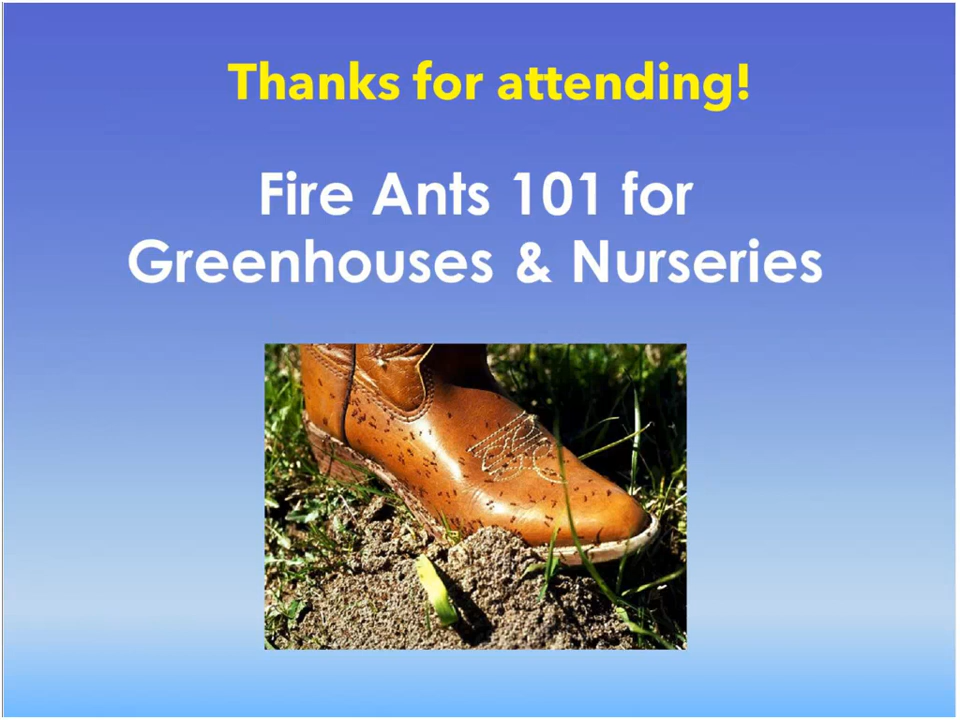 Thanks for attending!
Fire Ants 101 for
Greenhouses & Nurseries